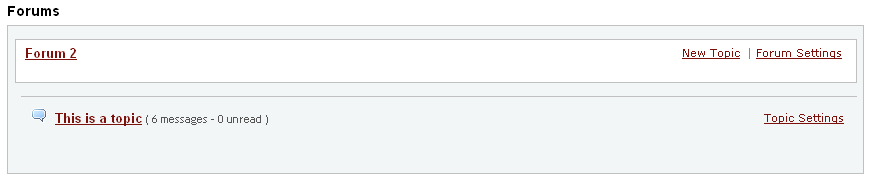 Forums
Forum 2 New Topic | Forum Settings
This is a topic ( 6 messages - 0 unread ) Topic Settings